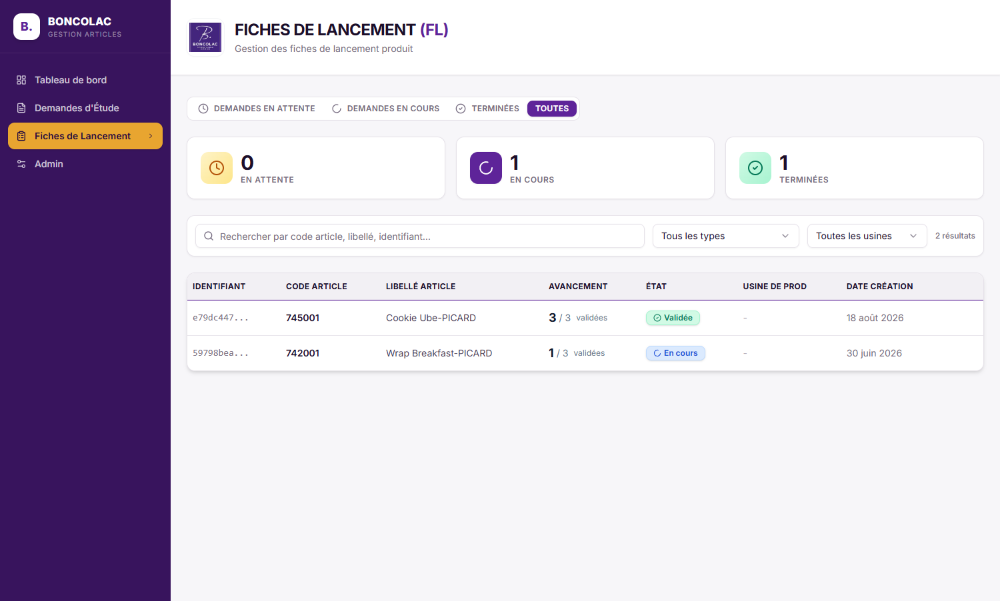 B.
BONCOLAC
GESTION ARTICLES
Tableau de bord
Demandes d'Étude
Fiches de Lancement
Admin
B.
BONCOLAC
FICHES DE LANCEMENT (FL)
Gestion des fiches de lancement produit
DEMANDES EN ATTENTE DEMANDES EN COURS TERMINÉES TOUTES
0
EN ATTENTE
1
EN COURS
1
TERMINÉES
Rechercher par code article, libellé, identifiant... Tous les types Toutes les usines 2 résultats
IDENTIFIANT CODE ARTICLE LIBELLÉ ARTICLE AVANCEMENT ÉTAT USINE DE PROD DATE CRÉATION
e79dc447... 745001 Cookie Ube-PICARD 3 / 3 validées Validée - 18 août 2026
59798bea... 742001 Wrap Breakfast-PICARD 1 / 3 validées En cours - 30 juin 2026